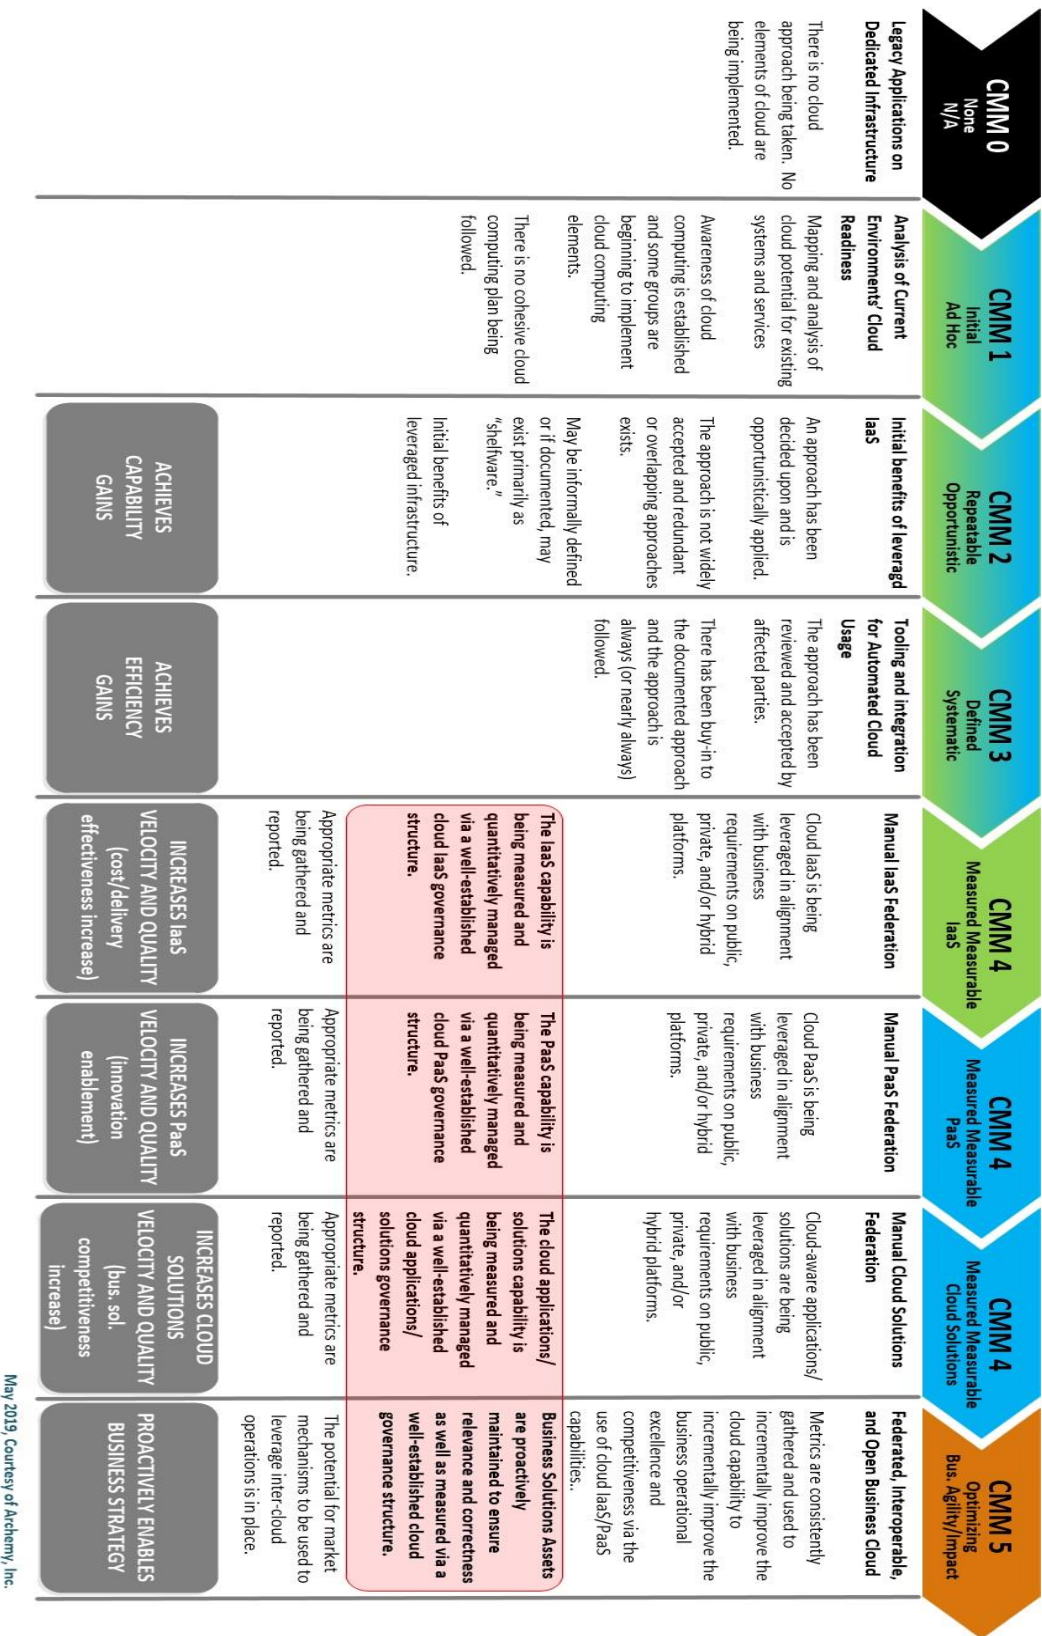 CMM 0
None
N/A
Legacy Applications on
Dedicated Infrastructure
There is no cloud
approach being taken. No
elements of cloud are
being implemented.
CMM 1
Initial
Ad Hoc
Analysis of Current
Environments' Cloud
Readiness
Mapping and analysis of
cloud potential for existing
systems and services
Awareness of cloud
computing is established
and some groups are
beginning to implement
cloud computing
elements.
There is no cohesive cloud
computing plan being
followed.
CMM 2
Repeatable
Opportunistic
Initial benefits of leveragd
IaaS
An approach has been
decided upon and is
opportunistically applied.
The approach is not widely
accepted and redundant
or overlapping approaches
exists.
May be informally defined
or if documented, may
exist primarily as
"shelfware."
Initial benefits of
leveraged infrastructure.
ACHIEVES
CAPABILITY
GAINS
CMM 3
Defined
Systematic
Tooling and integration
for Automated Cloud
Usage
The approach has been
reviewed and accepted by
affected parties.
There has been buy-in to
the documented approach
and the approach is
always (or nearly always)
followed.
ACHIEVES
EFFICIENCY
GAINS
CMM 4
Measured Measurable
IaaS
Manual IaaS Federation
Cloud IaaS is being
leveraged in alignment
with business
requirements on public,
private, and/or hybrid
platforms.
The IaaS capability is
being measured and
quantitatively managed
via a well-established
cloud IaaS governance
structure.
Appropriate metrics are
being gathered and
reported.
INCREASES IaaS
VELOCITY AND QUALITY
(cost/delivery
effectiveness increase)
CMM 4
Measured Measurable
PaaS
Manual PaaS Federation
Cloud PaaS is being
leveraged in alignment
with business
requirements on public,
private, and/or hybrid
platforms.
The PaaS capability is
being measured and
quantitatively managed
via a well-established
cloud PaaS governance
structure.
Appropriate metrics are
being gathered and
reported.
INCREASES PaaS
VELOCITY AND QUALITY
(innovation
enablement)
CMM 4
Measured Measurable
Cloud Solutions
Manual Cloud Solutions
Federation
Cloud-aware applications/
solutions are being
leveraged in alignment
with business
requirements on public,
private, and/or
hybrid platforms.
The cloud applications/
solutions capability is
being measured and
quantitatively managed
via a well-established
cloud applications/
solutions governance
structure.
Appropriate metrics are
being gathered and
reported.
INCREASES CLOUD
SOLUTIONS
VELOCITY AND QUALITY
(bus. sol.
competitiveness
increase)
CMM 5
Optimizing
Bus. Agility/Impact
Federated, Interoperable,
and Open Business Cloud
Metrics are consistently
gathered and used to
incrementally improve the
cloud capability to
incrementally improve the
business operational
excellence and
competitiveness via the
use of cloud IaaS/PaaS
capabilities..
Business Solutions Assets
are proactively
maintained to ensure
relevance and correctness
as well as measured via a
well-established cloud
governance structure.
The potential for market
mechanisms to be used to
leverage inter-cloud
operations is in place.
PROACTIVELY ENABLES
BUSINESS STRATEGY
May 2019, Courtesy of Archemy, Inc.